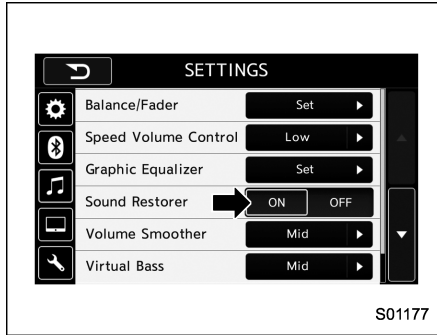 SETTINGS
Balance/Fader Set
Speed Volume Control Low
Graphic Equalizer Set
Sound Restorer ON OFF
Volume Smoother Mid
Virtual Bass Mid
S01177